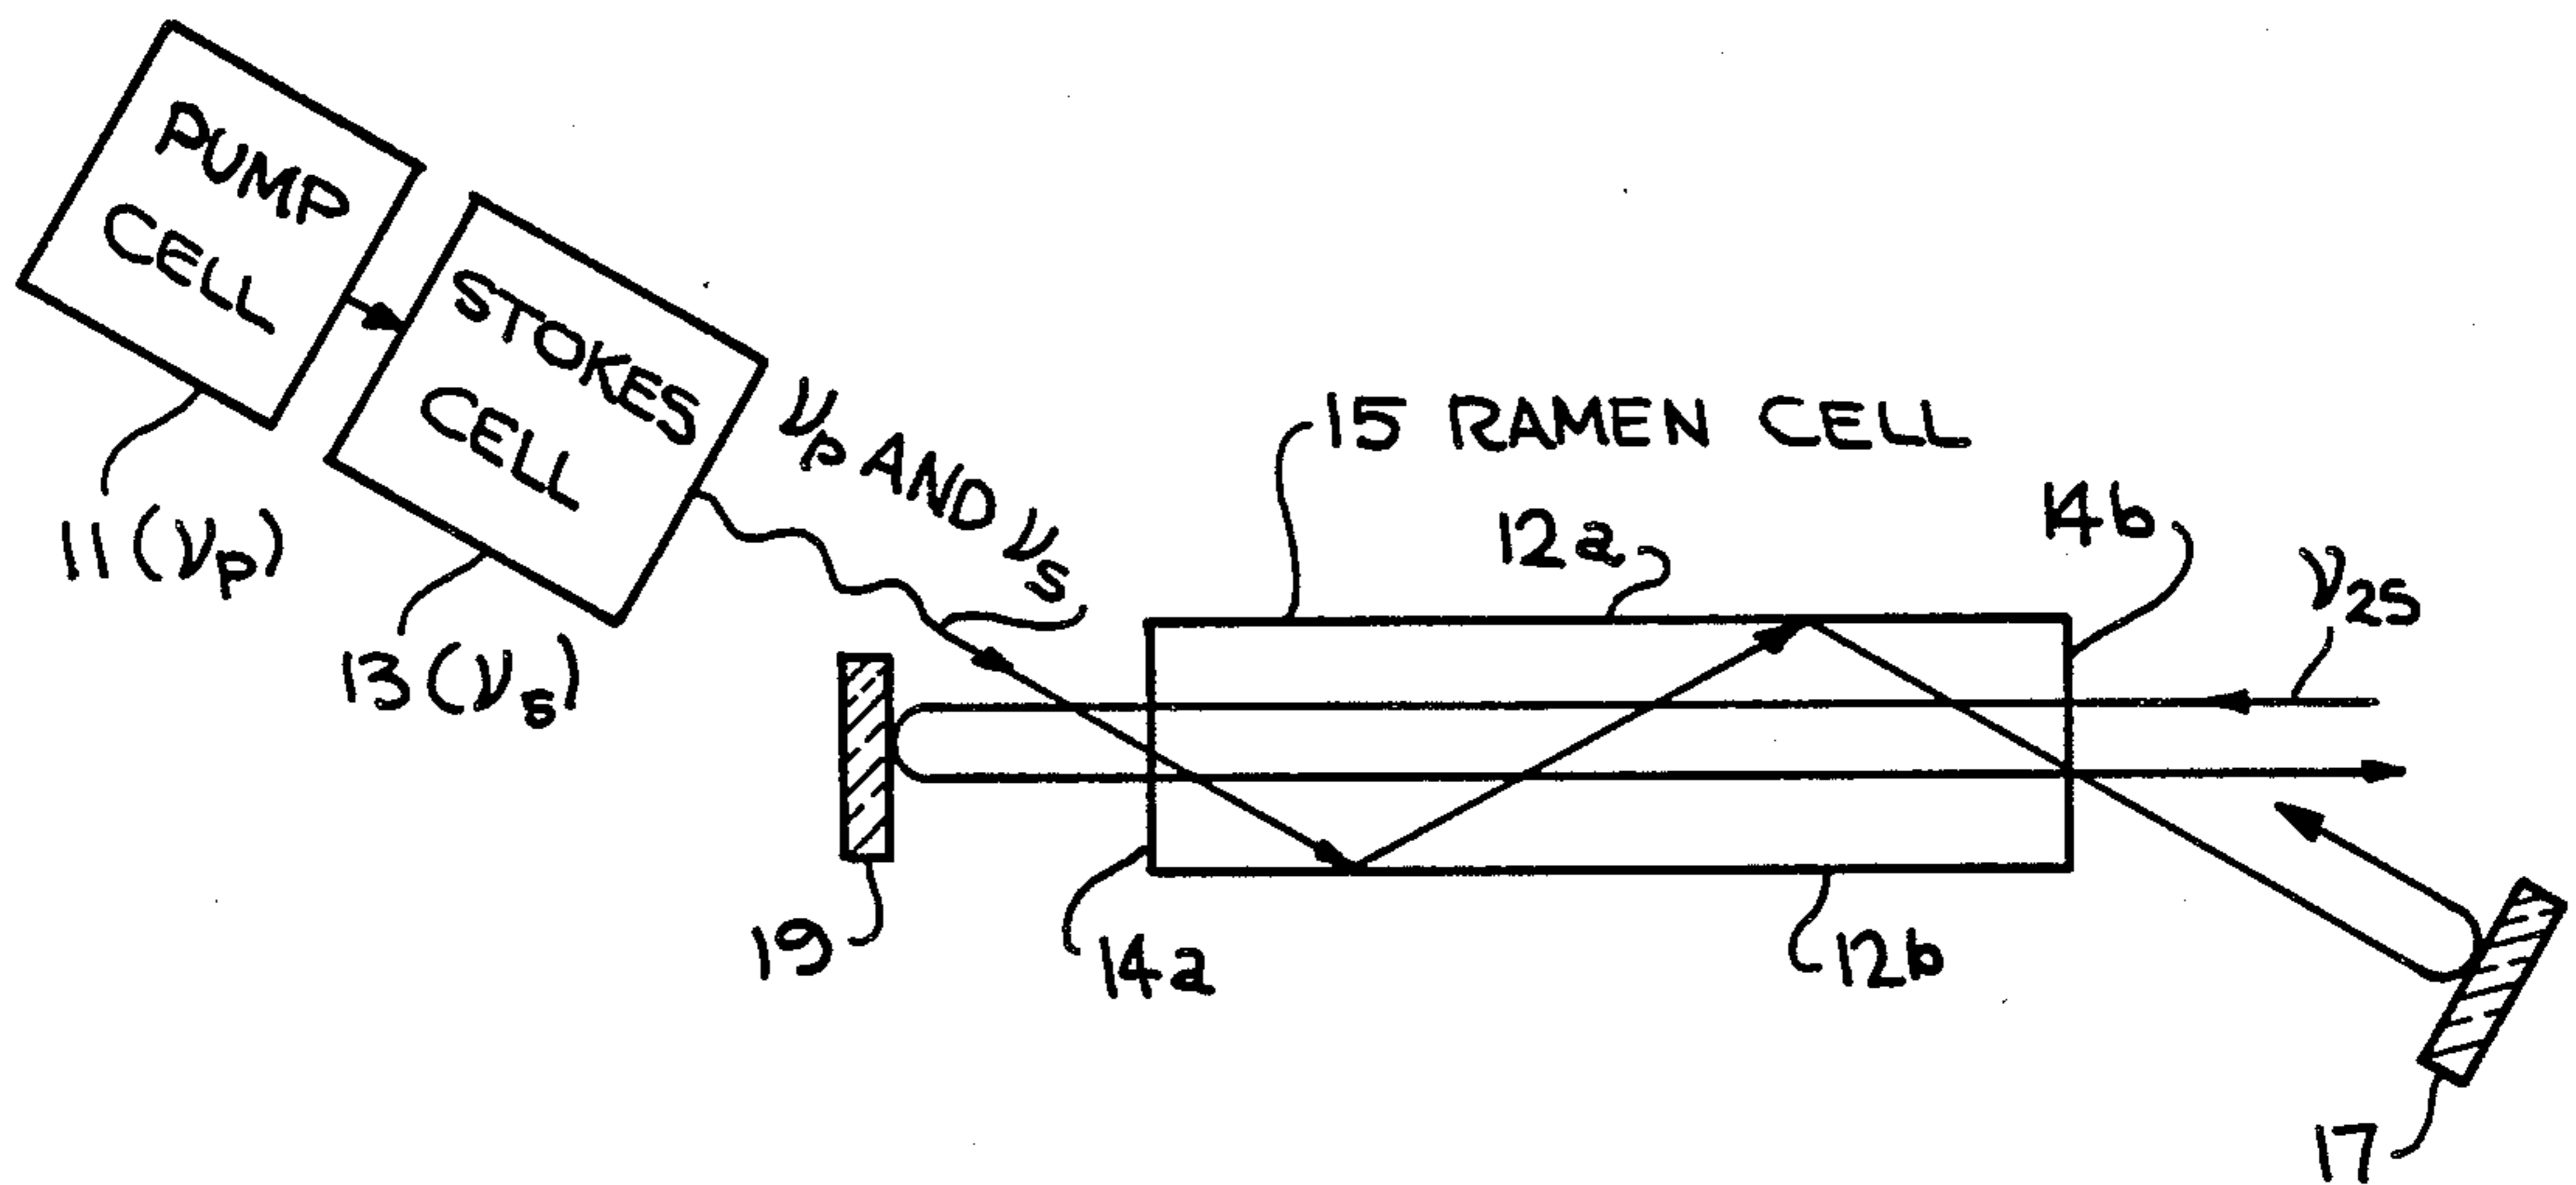 PUMP
CELL
STOKES
CELL
νp AND νs
11(νp)
13(νs)
15 RAMEN CELL
12a
14b
ν2s
19
14a
12b
17